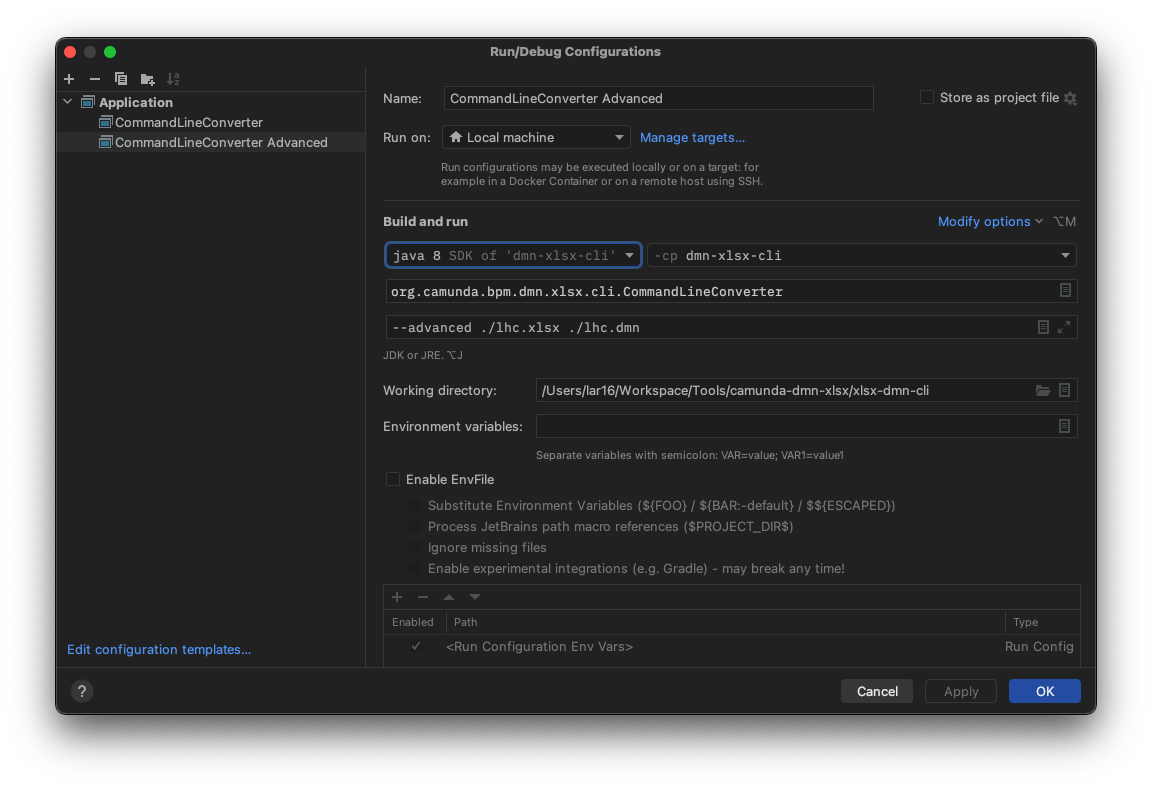 Run/Debug Configurations
Application
CommandLineConverter
CommandLineConverter Advanced
Edit configuration templates...
Name: CommandLineConverter Advanced Store as project file
Run on: Local machine Manage targets...
Run configurations may be executed locally or on a target: for
example in a Docker Container or on a remote host using SSH.
Build and run Modify options ⌥M
java 8 SDK of 'dmn-xlsx-cli' -cp dmn-xlsx-cli
org.camunda.bpm.dmn.xlsx.cli.CommandLineConverter
--advanced ./lhc.xlsx ./lhc.dmn
JDK or JRE. ⌥J
Working directory: /Users/lar16/Workspace/Tools/camunda-dmn-xlsx/xlsx-dmn-cli
Environment variables:
Separate variables with semicolon: VAR=value; VAR1=value1
Enable EnvFile
Substitute Environment Variables (${FOO} / ${BAR:-default} / $${ESCAPED})
Process JetBrains path macro references ($PROJECT_DIR$)
Ignore missing files
Enable experimental integrations (e.g. Gradle) - may break any time!
Enabled Path Type
<Run Configuration Env Vars> Run Config
? Cancel Apply OK